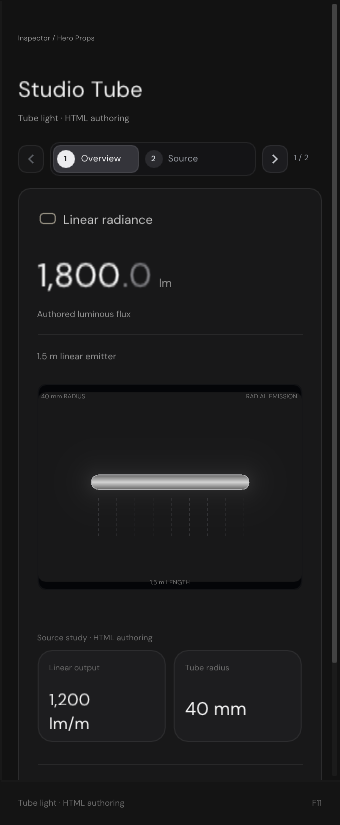 Inspector / Hero Props
Studio Tube
Tube light · HTML authoring
1 Overview 2 Source 1 / 2
Linear radiance
1,800.0 lm
Authored luminous flux
1.5 m linear emitter
40 mm RADIUS RADIAL EMISSION
1.5 m LENGTH
Source study · HTML authoring
Linear output Tube radius
1,200
lm/m
40 mm
Tube light · HTML authoring F11